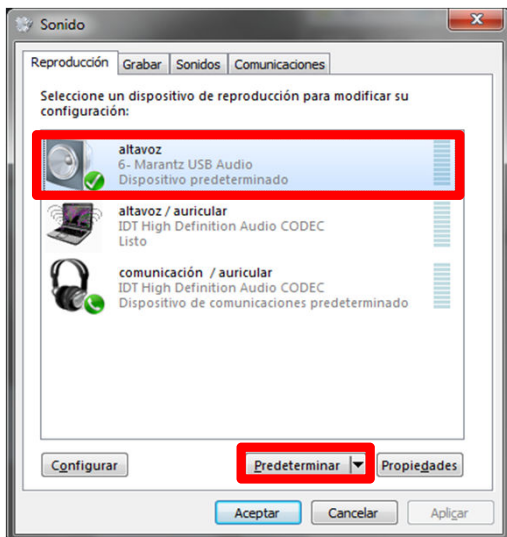 Sonido
Reproducción Grabar Sonidos Comunicaciones
Seleccione un dispositivo de reproducción para modificar su
configuración:
altavoz
6- Marantz USB Audio
Dispositivo predeterminado
altavoz / auricular
IDT High Definition Audio CODEC
Listo
comunicación / auricular
IDT High Definition Audio CODEC
Dispositivo de comunicaciones predeterminado
Configurar Predeterminar Propiedades
Aceptar Cancelar Aplicar